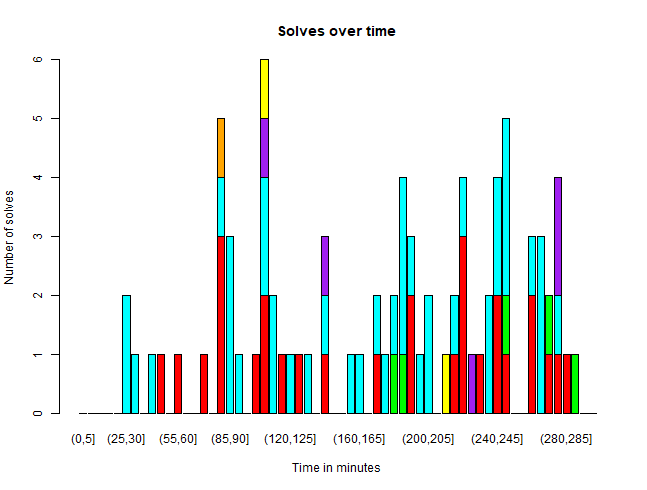 Solves over time
Number of solves
6
5
4
3
2
1
0
(0,5] (25,30] (55,60] (85,90] (120,125] (160,165] (200,205] (240,245] (280,285]
Time in minutes